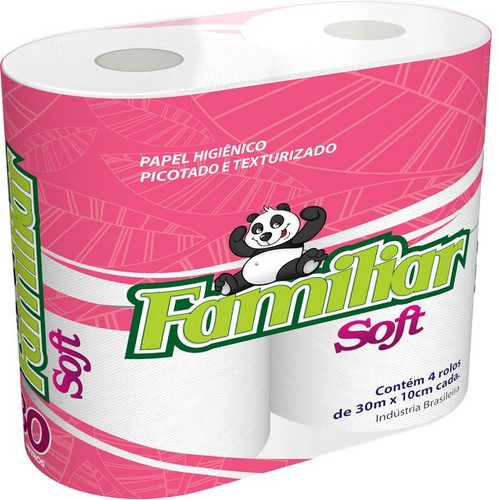 PAPEL HIGIÊNICO
PICOTADO E TEXTURIZADO
Familiar
Soft
Contém 4 rolos
de 30m x 10cm cada.
Indústria Brasileira
Familiar
Soft